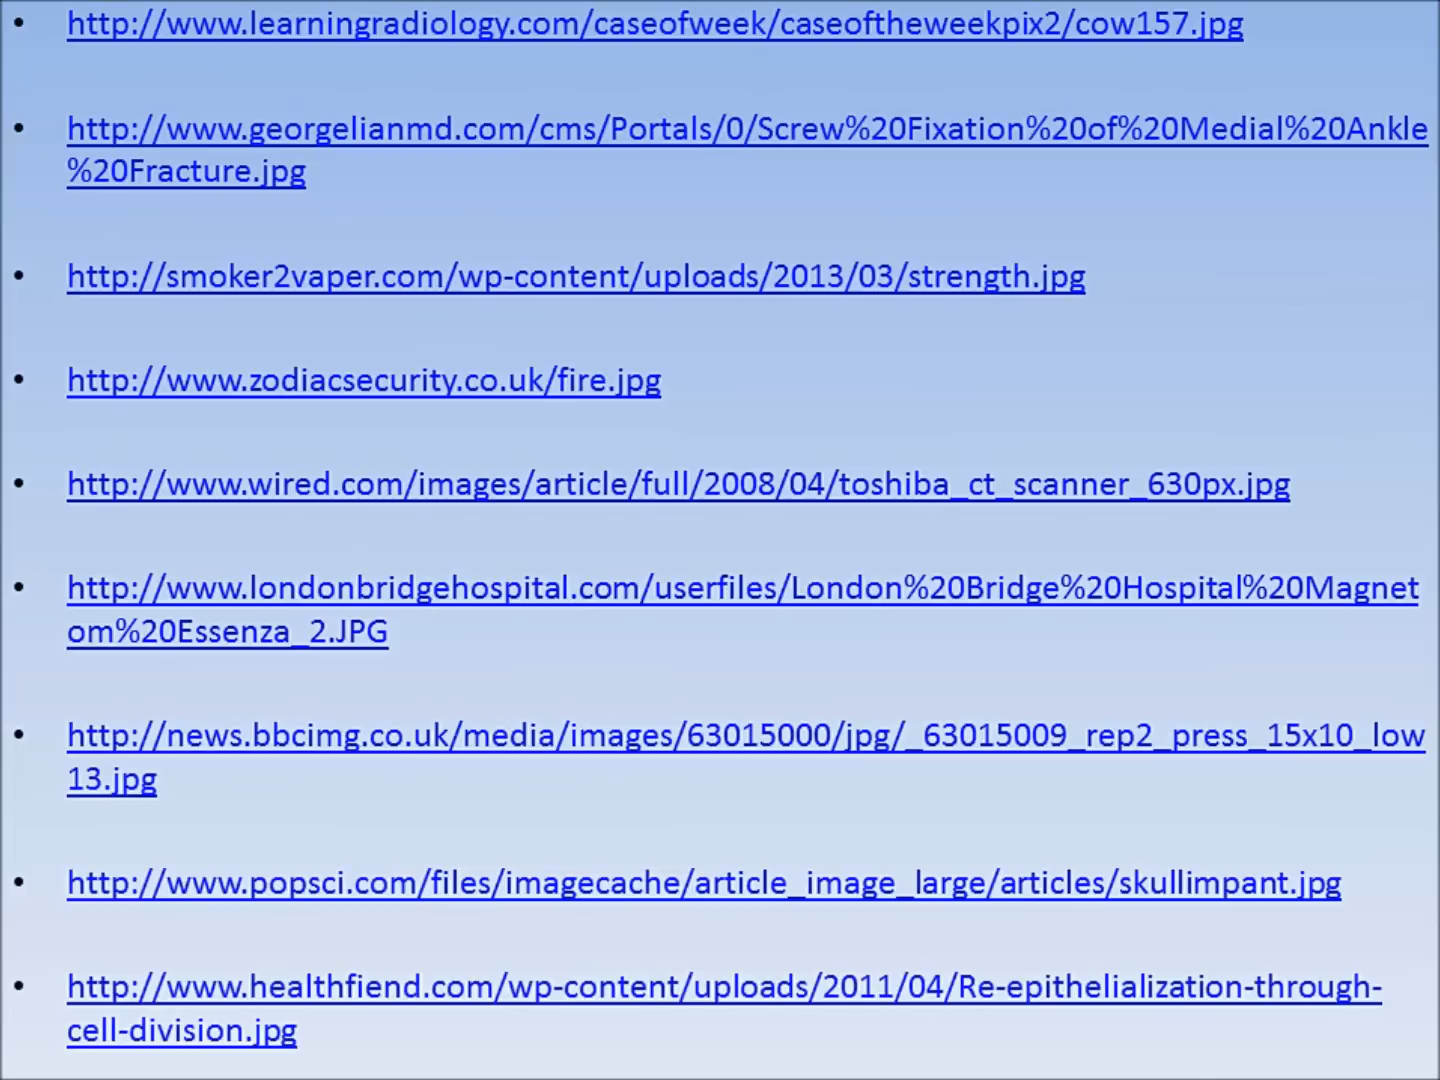 • http://www.learningradiology.com/caseofweek/caseoftheweekpix2/cow157.jpg
• http://www.georgelianmd.com/cms/Portals/0/Screw%20Fixation%20of%20Medial%20Ankle
%20Fracture.jpg
• http://smoker2vaper.com/wp-content/uploads/2013/03/strength.jpg
• http://www.zodiacsecurity.co.uk/fire.jpg
• http://www.wired.com/images/article/full/2008/04/toshiba_ct_scanner_630px.jpg
• http://www.londonbridgehospital.com/userfiles/London%20Bridge%20Hospital%20Magnet
om%20Essenza_2.JPG
• http://news.bbcimg.co.uk/media/images/63015000/jpg/_63015009_rep2_press_15x10_low
13.jpg
• http://www.popsci.com/files/imagecache/article_image_large/articles/skullimpant.jpg
• http://www.healthfiend.com/wp-content/uploads/2011/04/Re-epithelialization-through-
cell-division.jpg